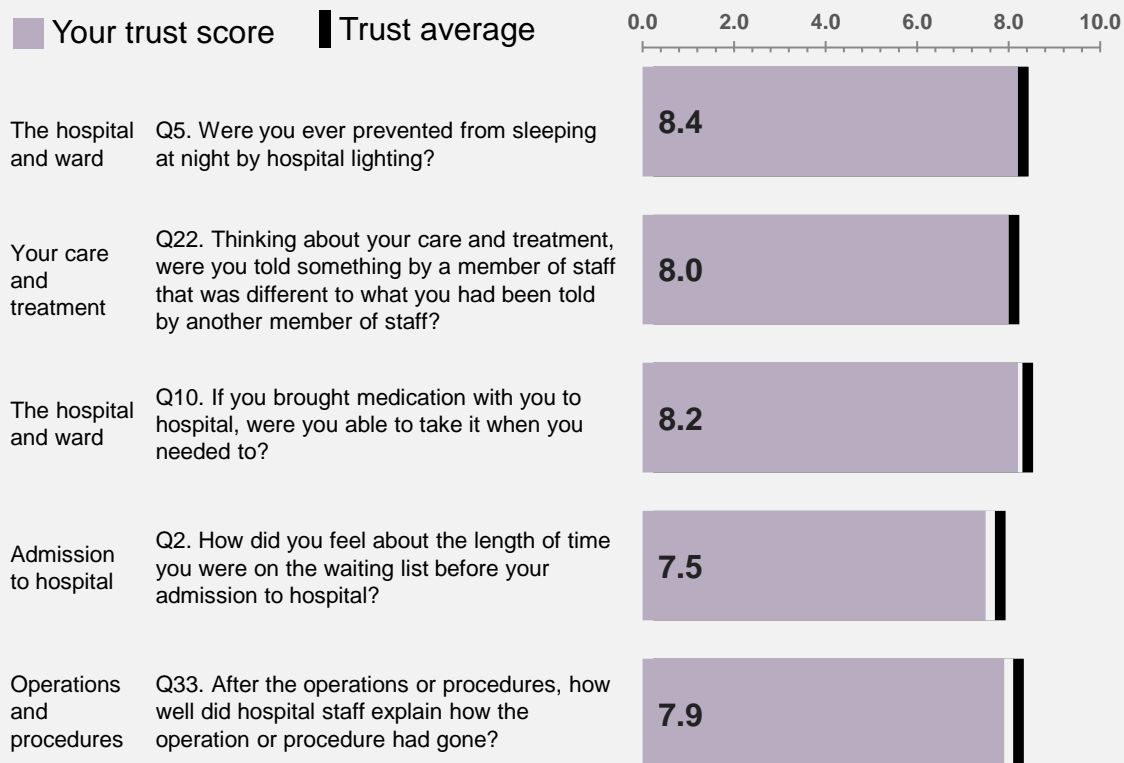 Your trust score
Trust average
0.0 2.0 4.0 6.0 8.0 10.0
The hospital
and ward
Q5. Were you ever prevented from sleeping
at night by hospital lighting?
8.4
Your care
and
treatment
Q22. Thinking about your care and treatment,
were you told something by a member of staff
that was different to what you had been told
by another member of staff?
8.0
The hospital
and ward
Q10. If you brought medication with you to
hospital, were you able to take it when you
needed to?
8.2
Admission
to hospital
Q2. How did you feel about the length of time
you were on the waiting list before your
admission to hospital?
7.5
Operations
and
procedures
Q33. After the operations or procedures, how
well did hospital staff explain how the
operation or procedure had gone?
7.9